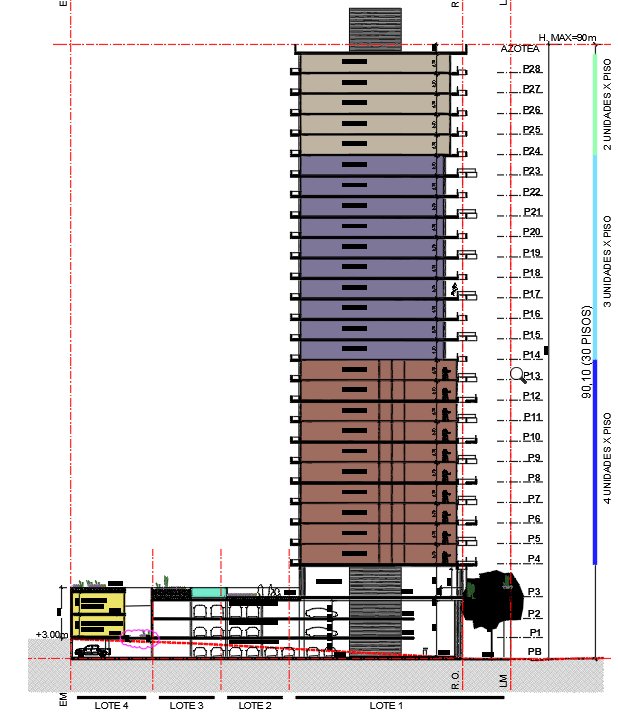 E
R
L
H. MAX=90m
AZOTEA
P28
P27
P26
P25
P24
P23
P22
P21
P20
P19
P18
P17
P16
P15
P14
P13
P12
P11
P10
P9
P8
P7
P6
P5
P4
P3
P2
P1
PB
2 UNIDADES X PISO
3 UNIDADES X PISO
4 UNIDADES X PISO
90,10 (30 PISOS)
+3.00m
EM
R.O.
LM
LOTE 4
LOTE 3
LOTE 2
LOTE 1